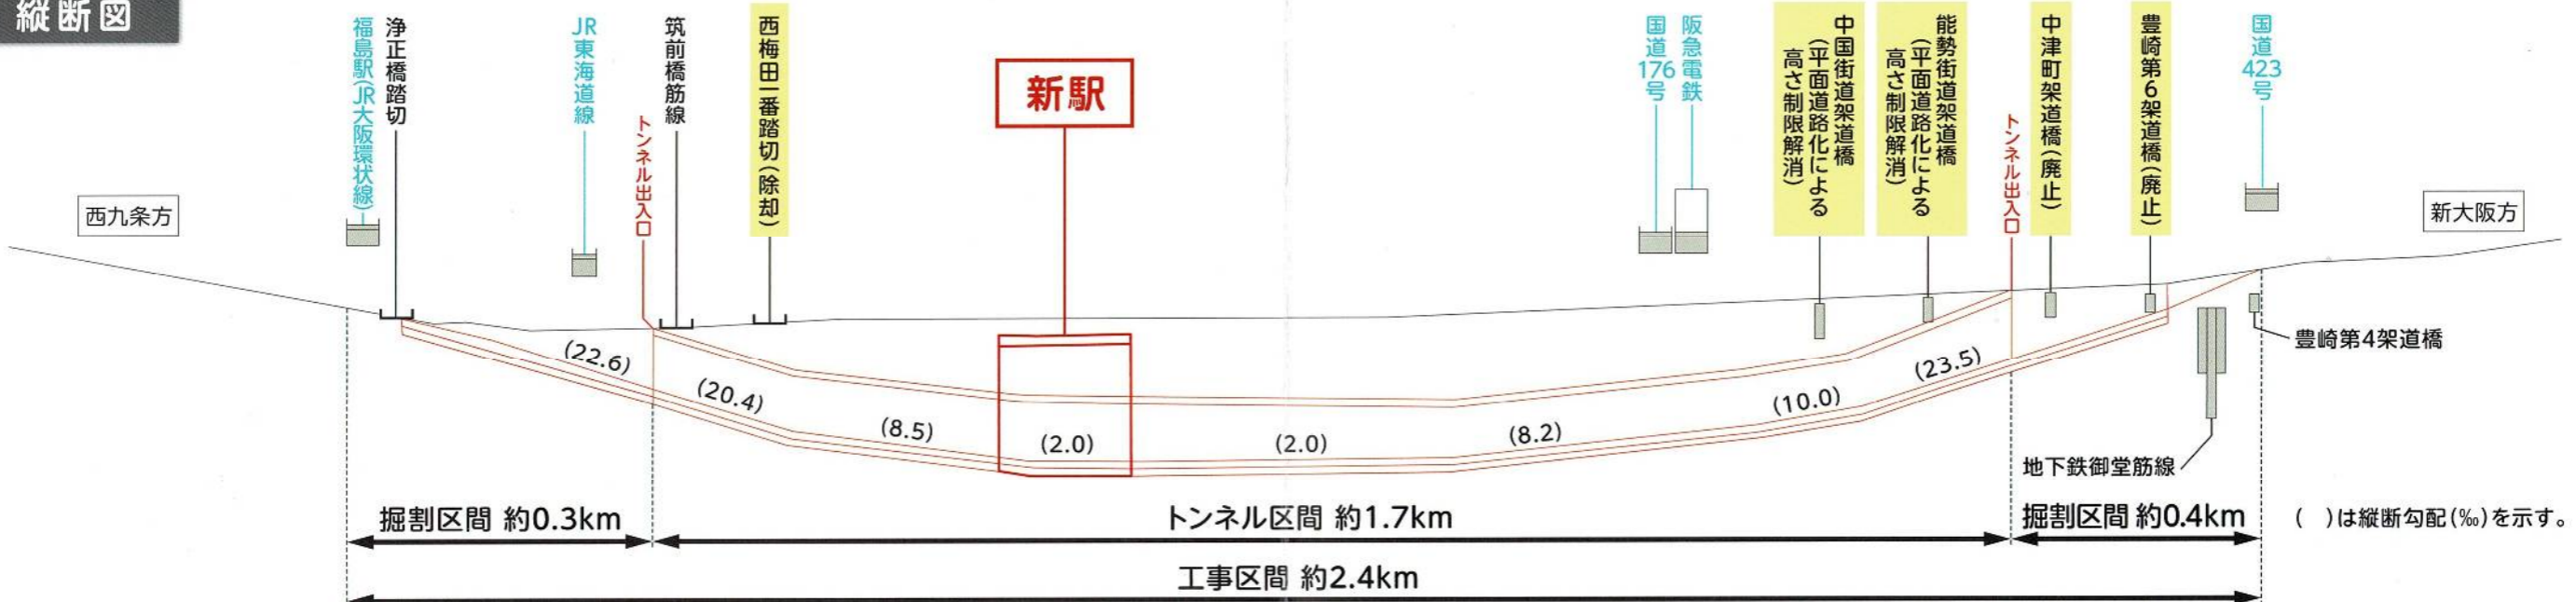 縦断図
福島駅(JR大阪環状線)
浄正橋踏切
JR東海道線
トンネル出入口
筑前橋筋線
西梅田一番踏切(除却)
新駅
国道176号
阪急電鉄
中国街道架道橋
(平面道路化による
高さ制限解消)
能勢街道架道橋
(平面道路化による
高さ制限解消)
トンネル出入口
中津町架道橋(廃止)
豊崎第6架道橋(廃止)
国道423号
西九条方
新大阪方
豊崎第4架道橋
(22.6)
(20.4)
(8.5)
(2.0)
(2.0)
(8.2)
(10.0)
(23.5)
地下鉄御堂筋線
掘割区間 約0.3km
トンネル区間 約1.7km
掘割区間 約0.4km
( )は縦断勾配(‰)を示す。
工事区間 約2.4km